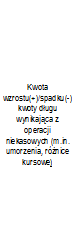 Kwota
wzrostu(+)/spadku(-)
kwoty długu
wynikająca z
operacji
niekasowych (m.in.
umorzenia, różnice
kursowe)